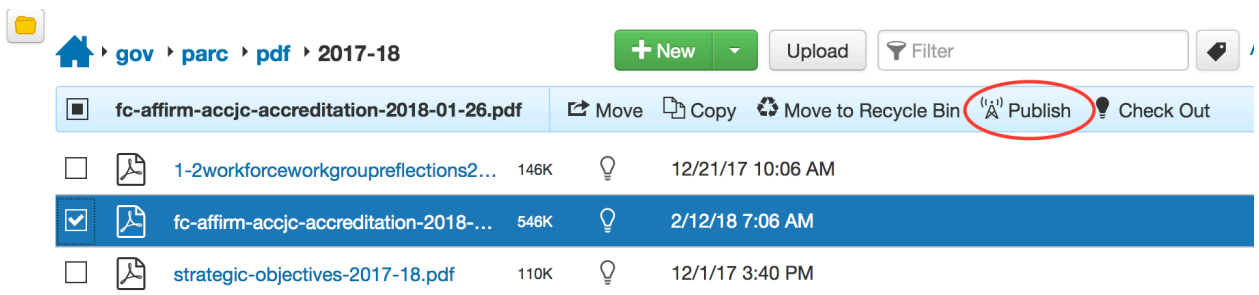 gov parc pdf 2017-18 New Upload Filter
fc-affirm-accjc-accreditation-2018-01-26.pdf Move Copy Move to Recycle Bin Publish Check Out
1-2workforceworkgroupreflections2... 146K 12/21/17 10:06 AM
fc-affirm-accjc-accreditation-2018-... 546K 2/12/18 7:06 AM
strategic-objectives-2017-18.pdf 110K 12/1/17 3:40 PM